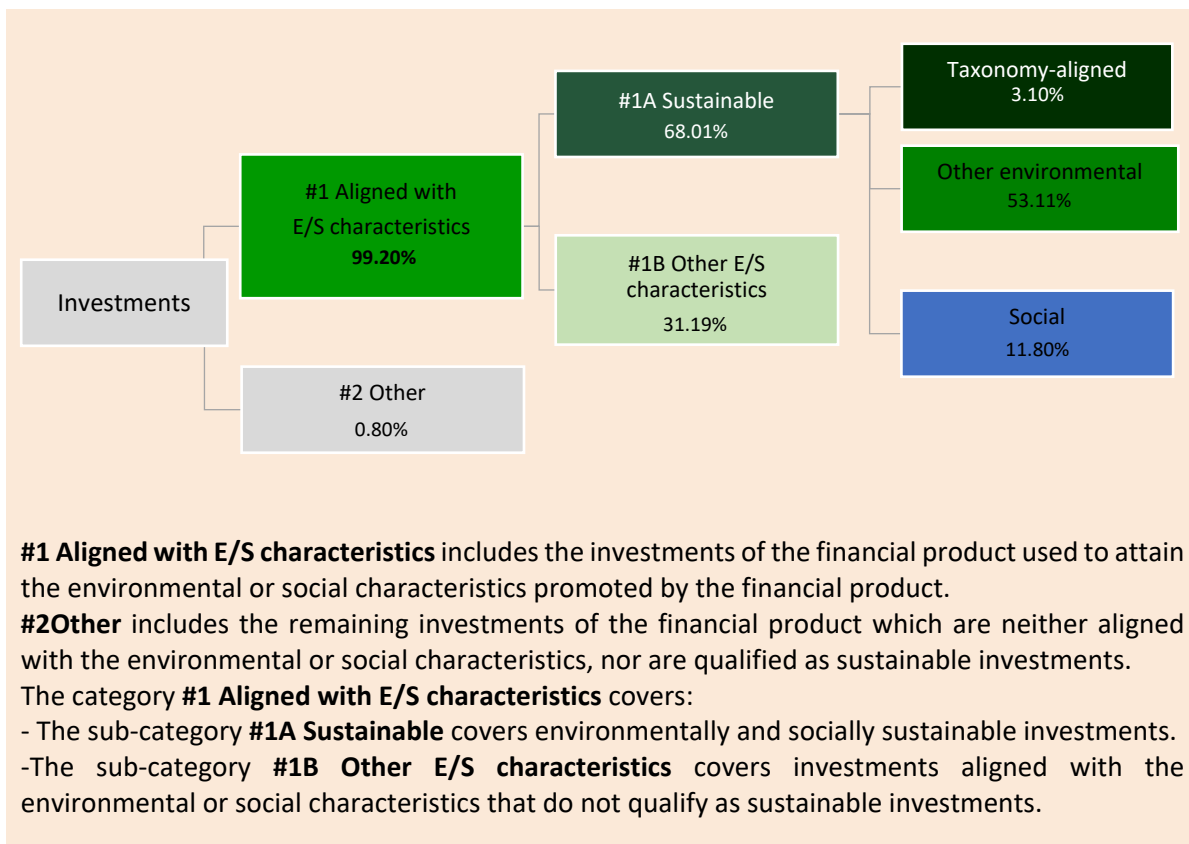 Taxonomy-aligned
3.10%
#1A Sustainable
68.01%
Other environmental
53.11%
#1 Aligned with
E/S characteristics
99.20%
#1B Other E/S
characteristics
31.19%
Investments
Social
11.80%
#2 Other
0.80%
#1 Aligned with E/S characteristics includes the investments of the financial product used to attain
the environmental or social characteristics promoted by the financial product.
#2Other includes the remaining investments of the financial product which are neither aligned
with the environmental or social characteristics, nor are qualified as sustainable investments.
The category #1 Aligned with E/S characteristics covers:
- The sub-category #1A Sustainable covers environmentally and socially sustainable investments.
-The sub-category #1B Other E/S characteristics covers investments aligned with the
environmental or social characteristics that do not qualify as sustainable investments.